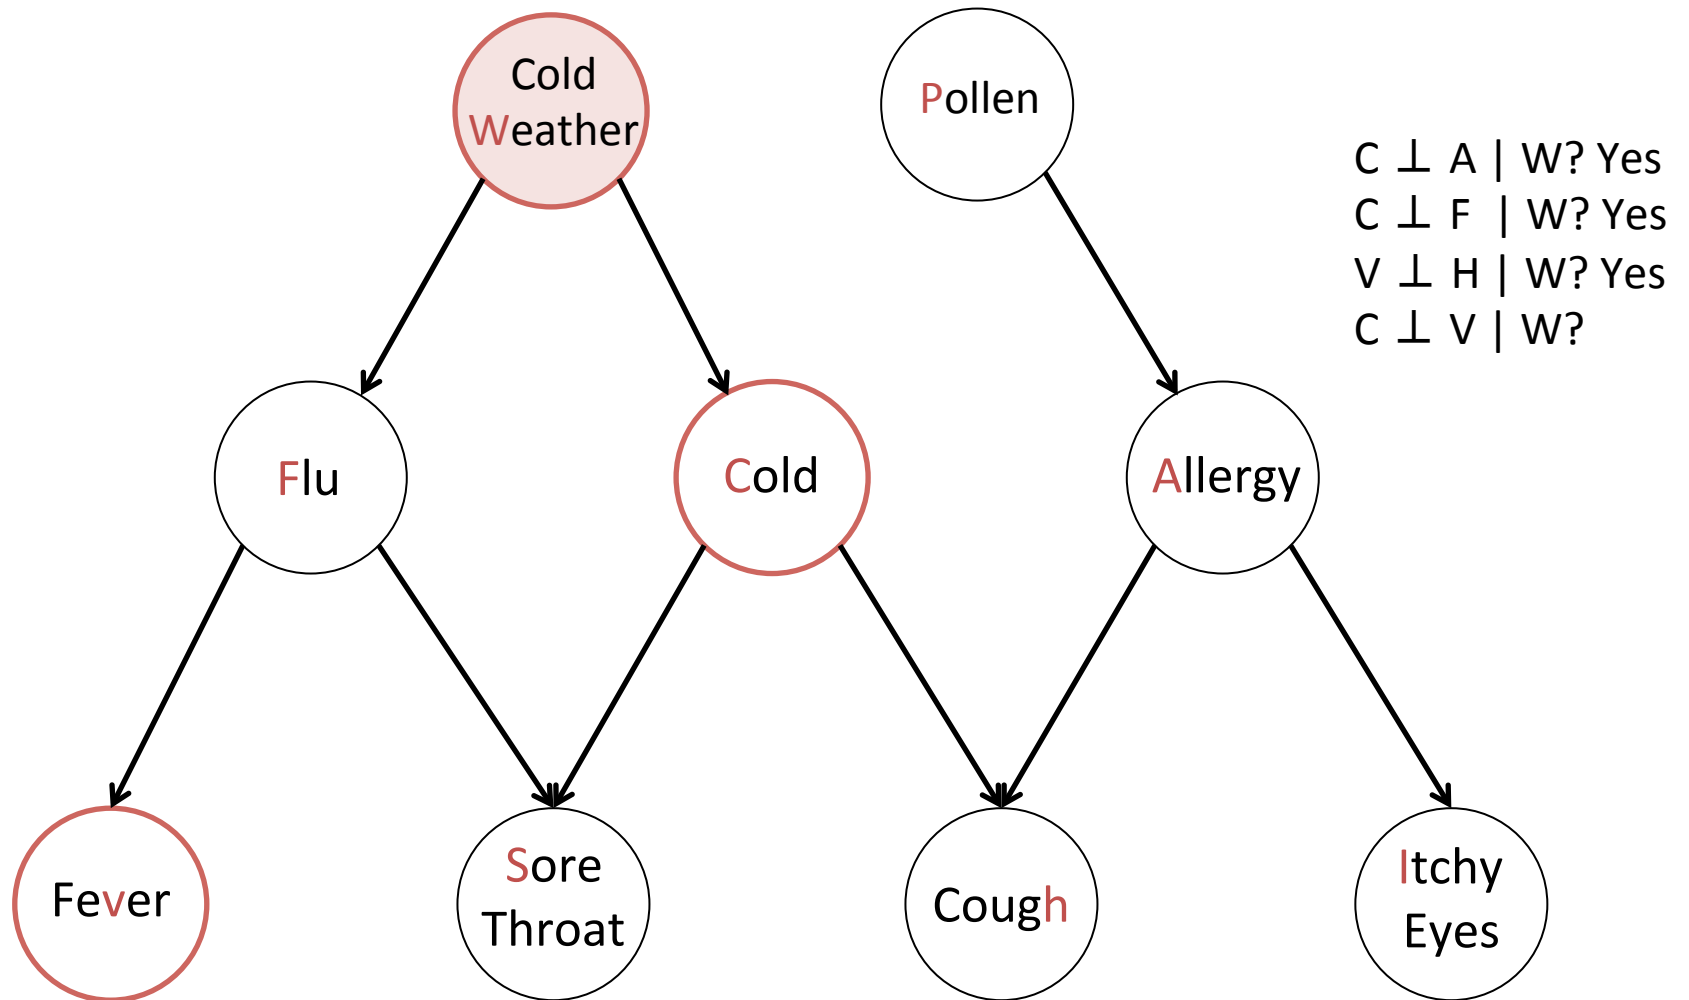 Cold
Weather
Pollen
C ⊥ A | W? Yes
C ⊥ F | W? Yes
V ⊥ H | W? Yes
C ⊥ V | W?
Flu
Cold
Allergy
Fever
Sore
Throat
Cough
Itchy
Eyes